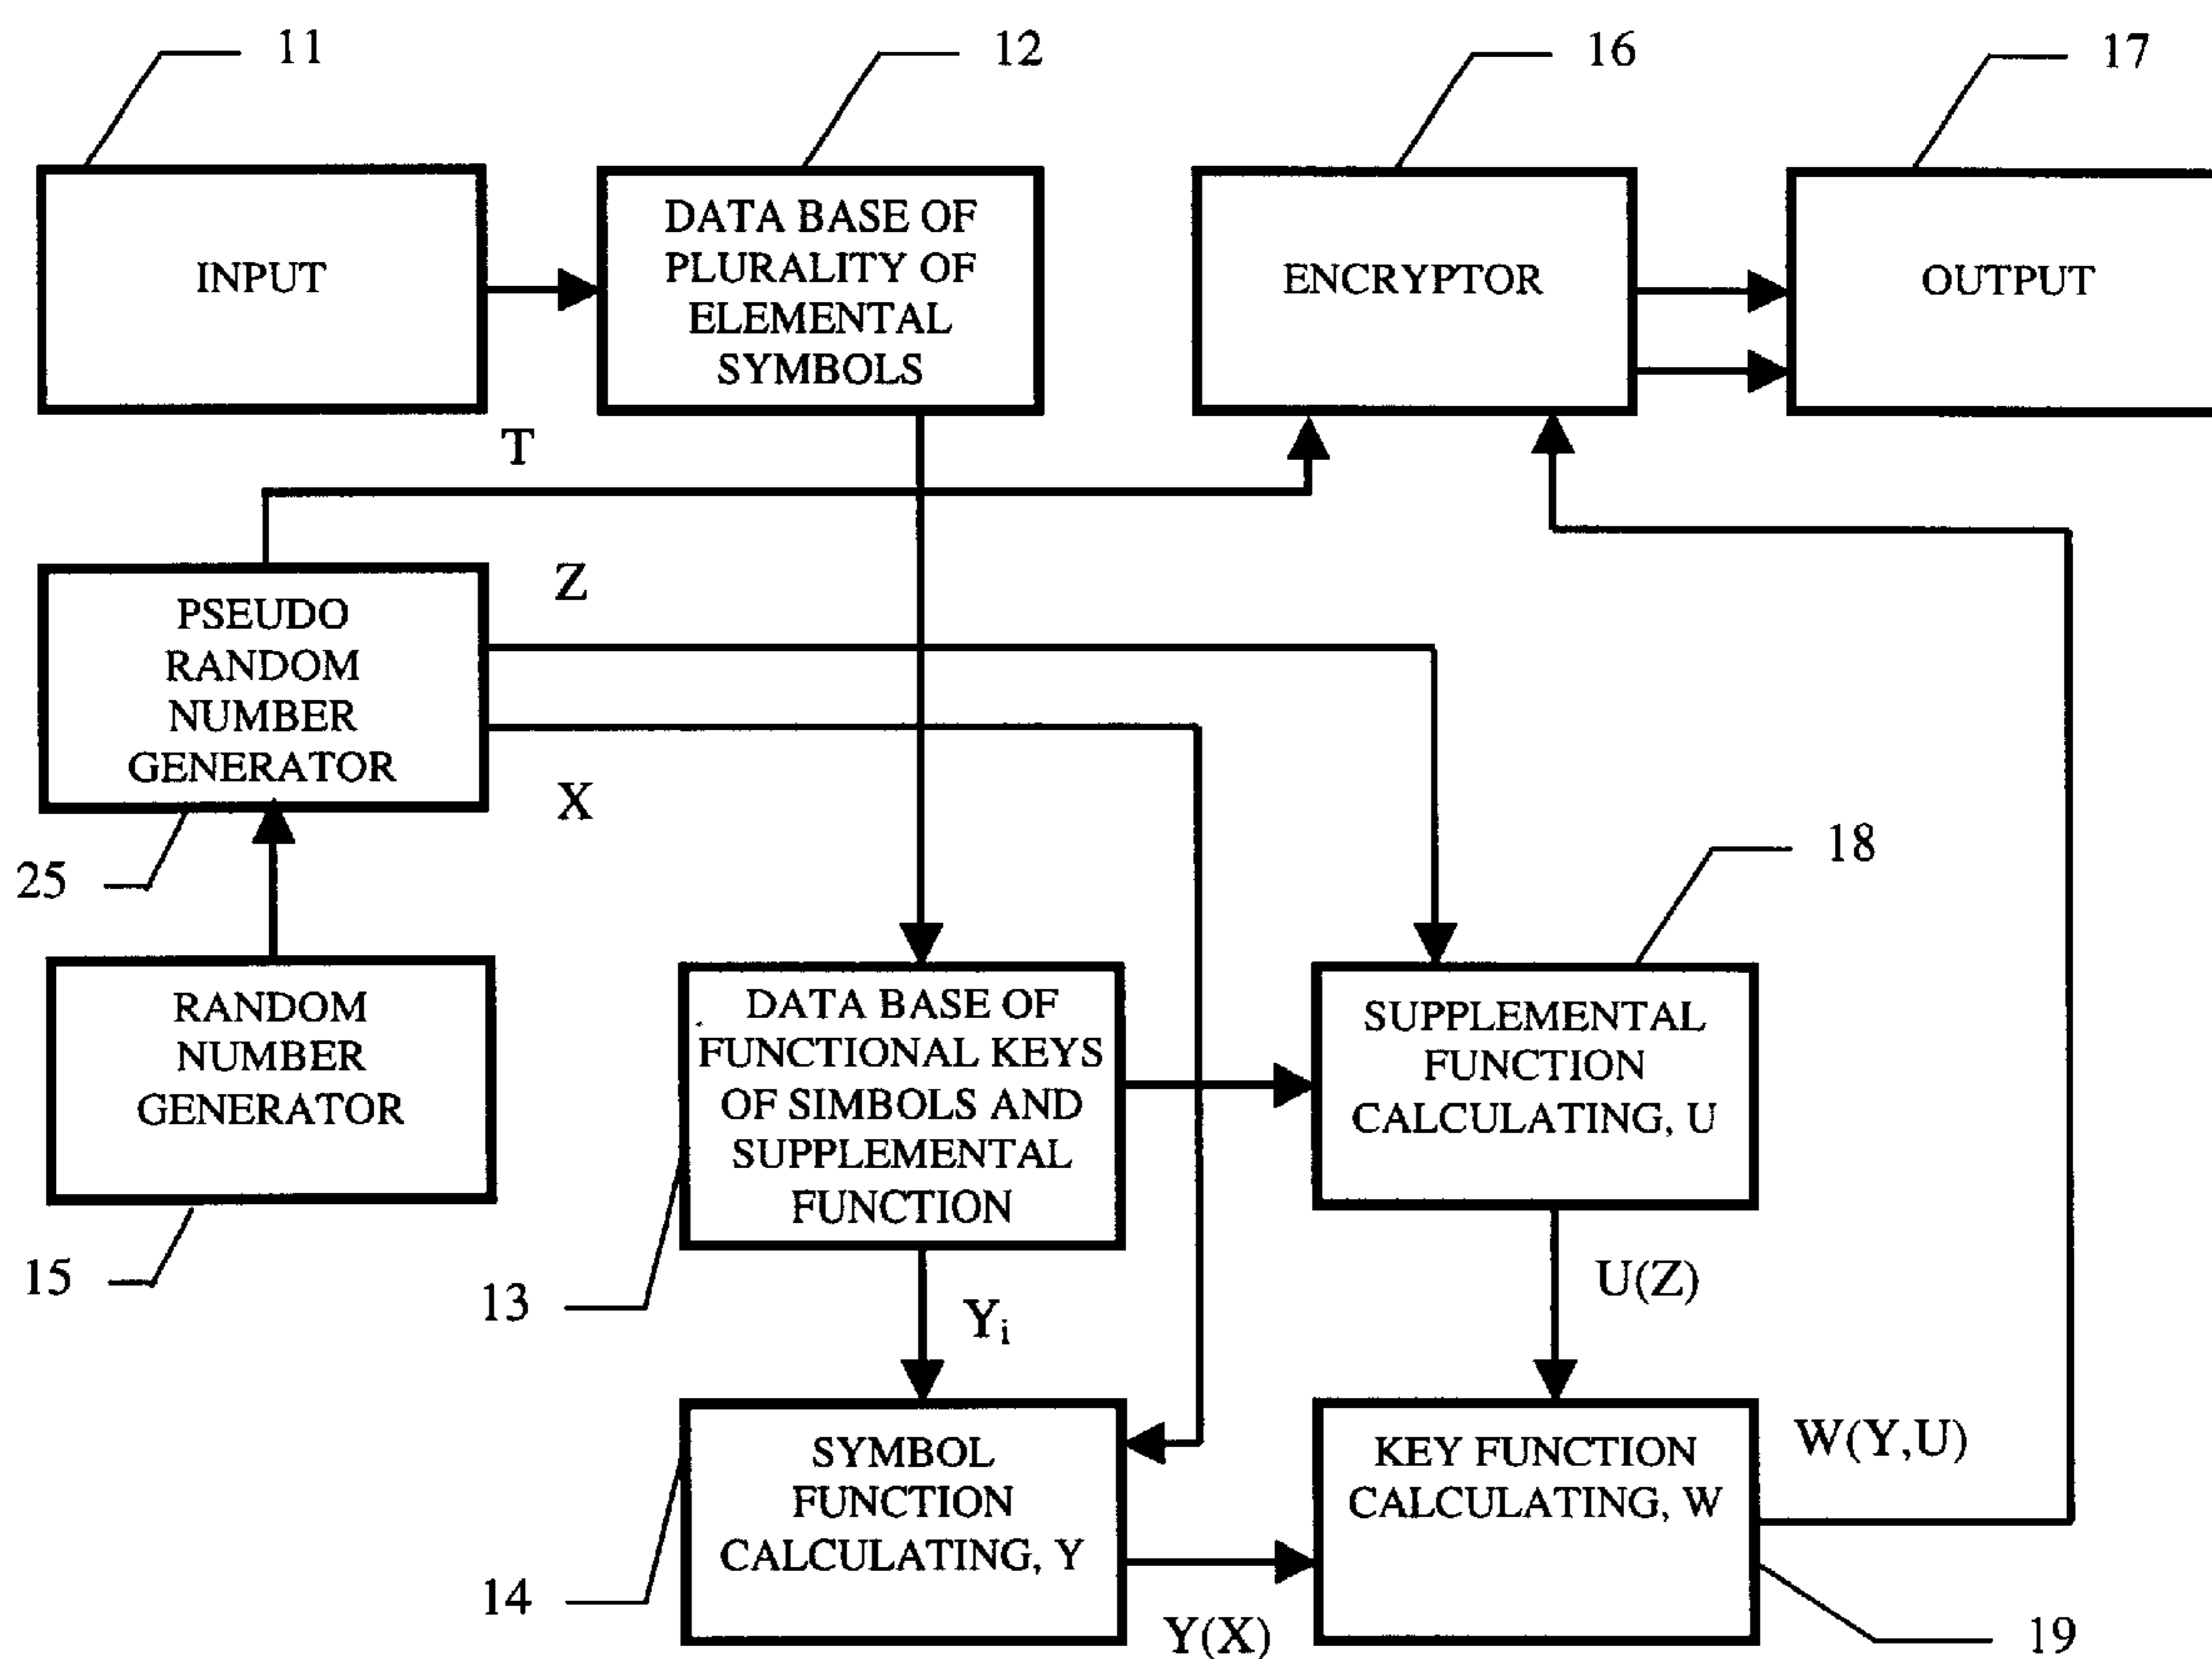 11
12
16
17
INPUT
DATA BASE OF
PLURALITY OF
ELEMENTAL
SYMBOLS
ENCRYPTOR
OUTPUT
T
Z
PSEUDO
RANDOM
NUMBER
GENERATOR
X
25
18
RANDOM
NUMBER
GENERATOR
15
DATA BASE OF
FUNCTIONAL KEYS
OF SIMBOLS AND
SUPPLEMENTAL
FUNCTION
13
SUPPLEMENTAL
FUNCTION
CALCULATING, U
U(Z)
Yi
SYMBOL
FUNCTION
CALCULATING, Y
14
Y(X)
KEY FUNCTION
CALCULATING, W
W(Y,U)
19